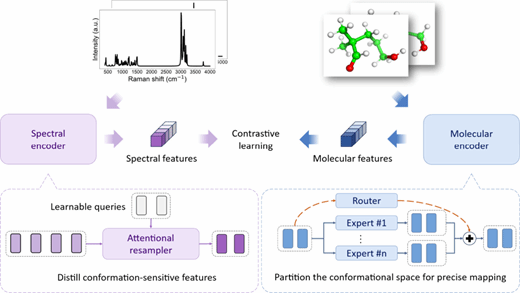 Intensity (a.u.)
500 1000 1500 2000 2500 3000 3500 4000
Raman shift (cm⁻¹)
Spectral
encoder
Spectral features
Contrastive
learning
Molecular features
Molecular
encoder
Learnable queries
Attentional
resampler
Distill conformation-sensitive features
Router
Expert #1
⋮
Expert #n
Partition the conformational space for precise mapping